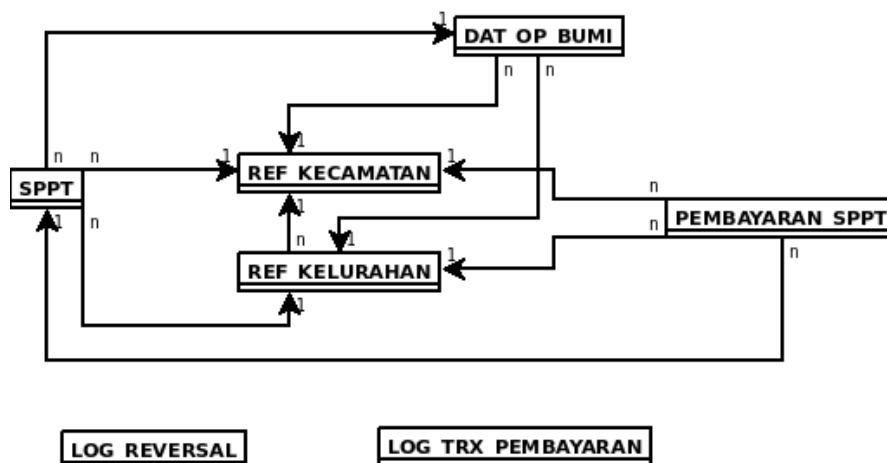 1
DAT OP BUMI
n n
n n 1 1 1 n
SPPT
REF KECAMATAN
PEMBAYARAN SPPT
1 n 1 n 1 1 n n
REF KELURAHAN
1
LOG REVERSAL
LOG TRX PEMBAYARAN